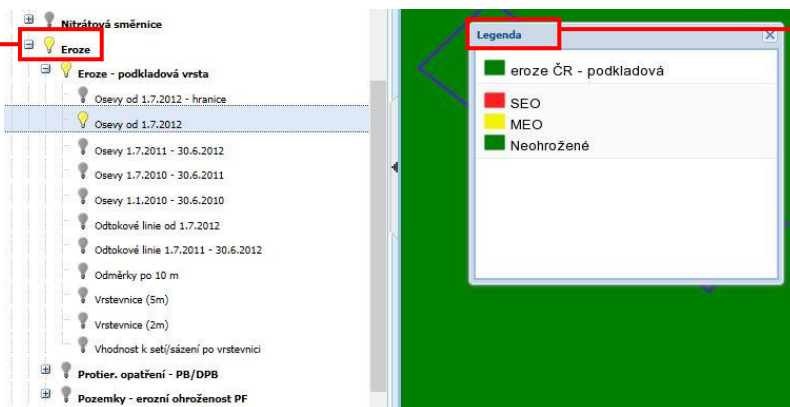 Nitrátová směrnice
Eroze
Eroze - podkladová vrsta
Osevy od 1.7.2012 - hranice
Osevy od 1.7.2012
Osevy 1.7.2011 - 30.6.2012
Osevy 1.7.2010 - 30.6.2011
Osevy 1.1.2010 - 30.6.2010
Odtokové linie od 1.7.2012
Odtokové linie 1.7.2011 - 30.6.2012
Odměrky po 10 m
Vrstevnice (5m)
Vrstevnice (2m)
Vhodnost k setí/sázení po vrstevnici
Protier. opatření - PB/DPB
Pozemky - erozní ohroženost PF
Legenda
eroze ČR - podkladová
SEO
MEO
Neohrožené